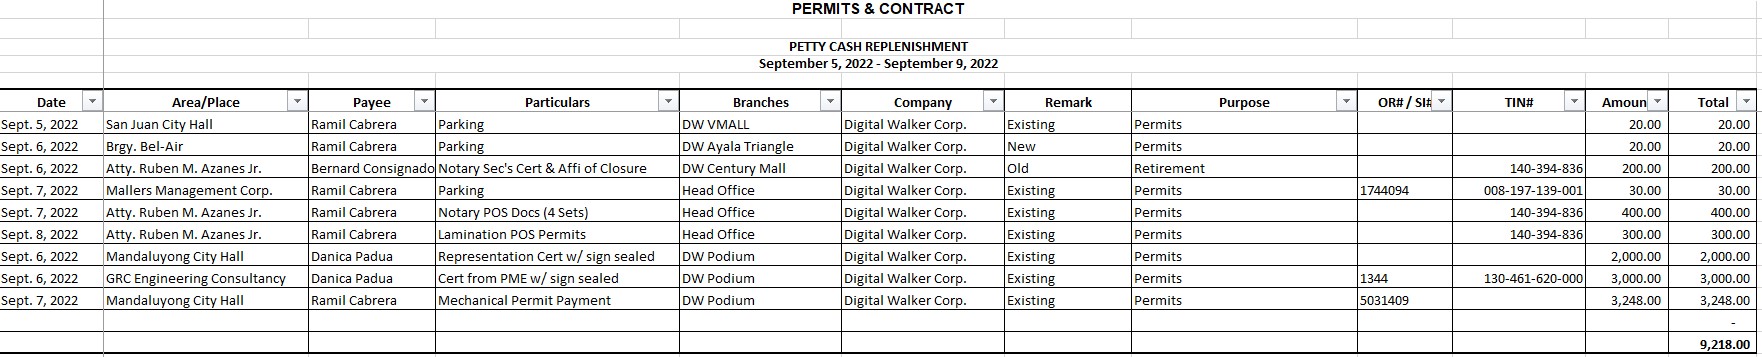 PERMITS & CONTRACT
PETTY CASH REPLENISHMENT
September 5, 2022 - September 9, 2022
Date Area/Place Payee Particulars Branches Company Remark Purpose OR# / SI# TIN# Amoun Total
Sept. 5, 2022 San Juan City Hall Ramil Cabrera Parking DW VMALL Digital Walker Corp. Existing Permits 20.00 20.00
Sept. 6, 2022 Brgy. Bel-Air Ramil Cabrera Parking DW Ayala Triangle Digital Walker Corp. New Permits 20.00 20.00
Sept. 6, 2022 Atty. Ruben M. Azanes Jr. Bernard Consignado Notary Sec's Cert & Affi of Closure DW Century Mall Digital Walker Corp. Old Retirement 140-394-836 200.00 200.00
Sept. 7, 2022 Mallers Management Corp. Ramil Cabrera Parking Head Office Digital Walker Corp. Existing Permits 1744094 008-197-139-001 30.00 30.00
Sept. 7, 2022 Atty. Ruben M. Azanes Jr. Ramil Cabrera Notary POS Docs (4 Sets) Head Office Digital Walker Corp. Existing Permits 140-394-836 400.00 400.00
Sept. 8, 2022 Atty. Ruben M. Azanes Jr. Ramil Cabrera Lamination POS Permits Head Office Digital Walker Corp. Existing Permits 140-394-836 300.00 300.00
Sept. 6, 2022 Mandaluyong City Hall Danica Padua Representation Cert w/ sign sealed DW Podium Digital Walker Corp. Existing Permits 2,000.00 2,000.00
Sept. 6, 2022 GRC Engineering Consultancy Danica Padua Cert from PME w/ sign sealed DW Podium Digital Walker Corp. Existing Permits 1344 130-461-620-000 3,000.00 3,000.00
Sept. 7, 2022 Mandaluyong City Hall Ramil Cabrera Mechanical Permit Payment DW Podium Digital Walker Corp. Existing Permits 5031409 3,248.00 3,248.00
-
9,218.00